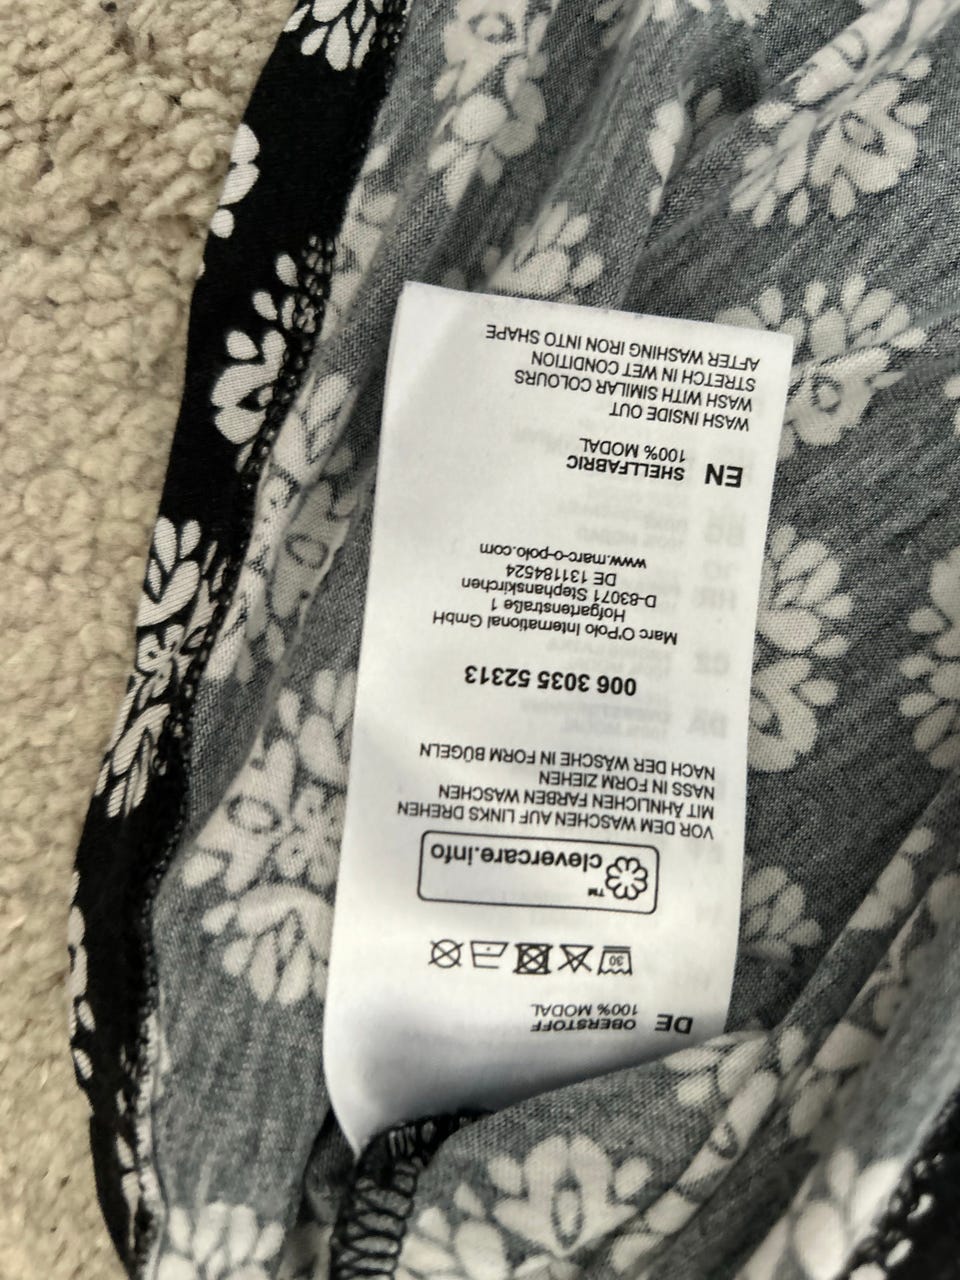 DE OBERSTOFF
100% MODAL
30
clevercare.info™
VOR DEM WASCHEN AUF LINKS DREHEN
MIT ÄHNLICHEN FARBEN WASCHEN
NASS IN FORM ZIEHEN
NACH DER WÄSCHE IN FORM BÜGELN
006 3035 52313
Marc O'Polo International GmbH
Hofgartenstraße 1
D-83071 Stephanskirchen
DE 131184524
www.marc-o-polo.com
EN SHELLFABRIC
100% MODAL
WASH INSIDE OUT
WASH WITH SIMILAR COLOURS
STRETCH IN WET CONDITION
AFTER WASHING IRON INTO SHAPE